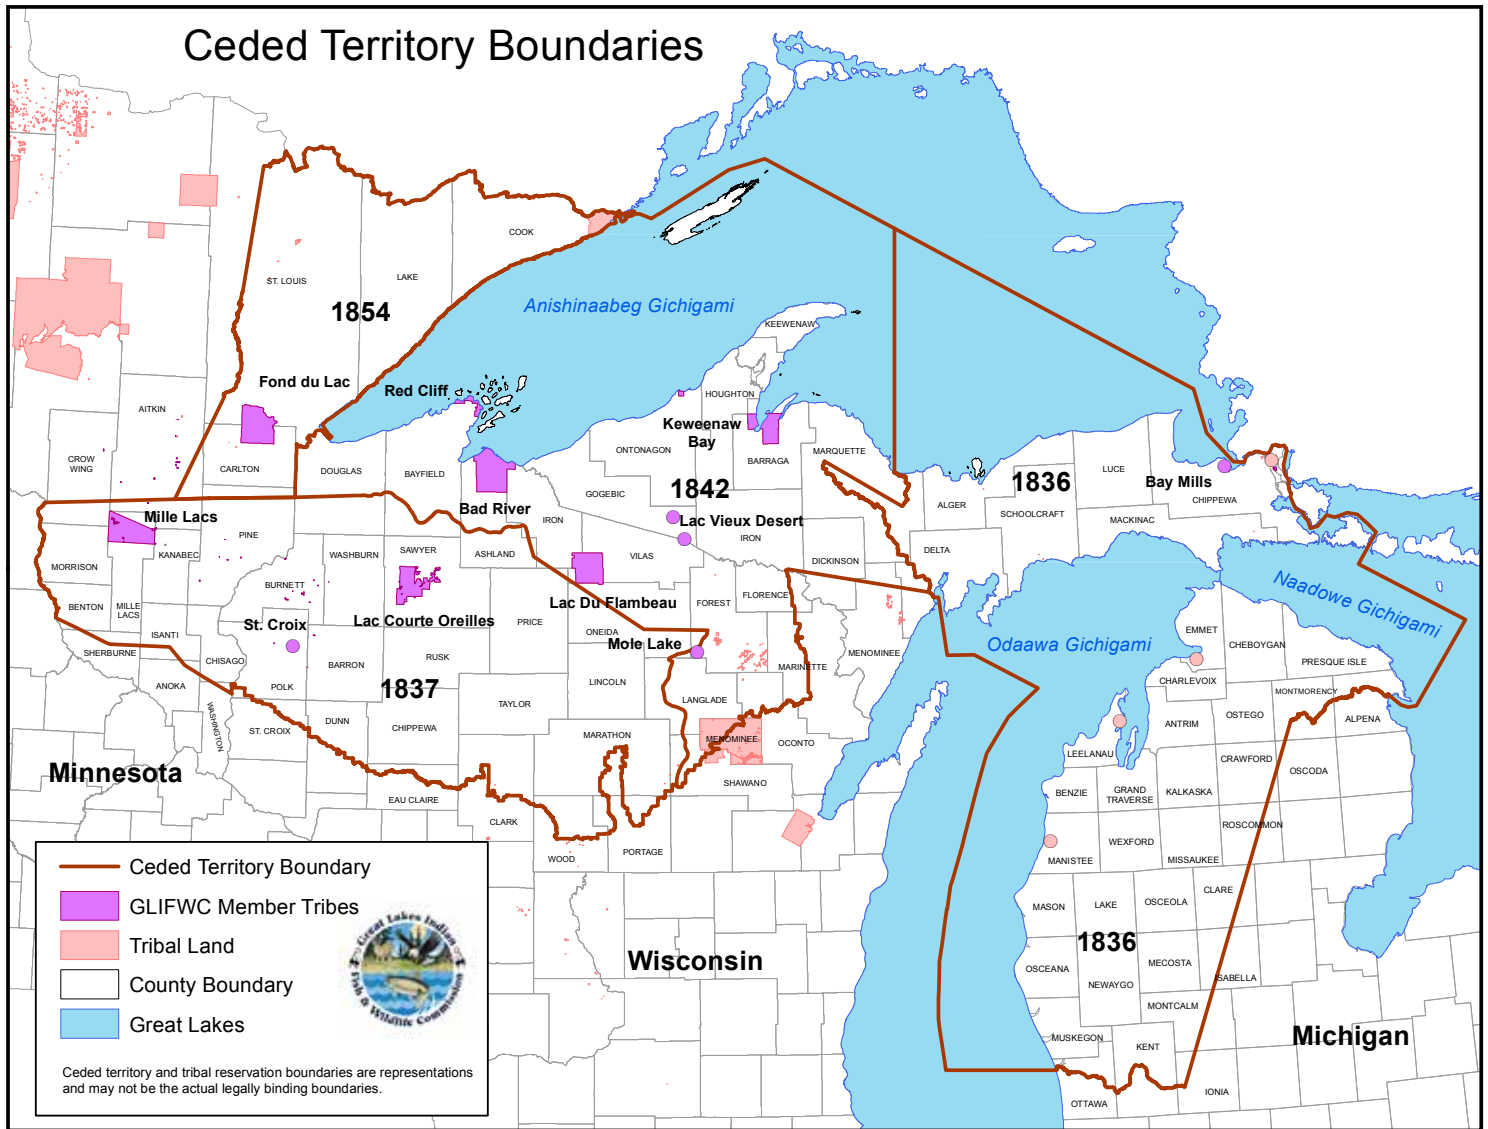 Ceded Territory Boundaries
COOK
ST. LOUIS
LAKE
1854
Anishinaabeg Gichigami
KEEWENAW
Fond du Lac
Red Cliff
HOUGHTON
AITKIN
Keweenaw
Bay
CROW
WING
CARLTON
DOUGLAS
BAYFIELD
ONTONAGON
BARRAGA
MARQUETTE
LUCE
GOGEBIC
1842
1836
Bay Mills
CHIPPEWA
Mille Lacs
Bad River
IRON
Lac Vieux Desert
IRON
ALGER
SCHOOLCRAFT
MACKINAC
PINE
KANABEC
WASHBURN
SAWYER
ASHLAND
VILAS
DICKINSON
DELTA
MORRISON
BURNETT
Naadowe Gichigami
BENTON
MILLE
LACS
Lac Du Flambeau
FOREST
FLORENCE
St. Croix
Lac Courte Oreilles
PRICE
ONEIDA
ISANTI
SHERBURNE
Mole Lake
MENOMINEE
Odaawa Gichigami
EMMET
CHEBOYGAN
CHISAGO
BARRON
RUSK
MARINETTE
PRESQUE ISLE
ANOKA
POLK
1837
LINCOLN
LANGLADE
CHARLEVOIX
MONTMORENCY
WASHINGTON
ST. CROIX
DUNN
CHIPPEWA
TAYLOR
MARATHON
MENOMINEE
OCONTO
ANTRIM
OSTEGO
ALPENA
LEELANAU
Minnesota
SHAWANO
CRAWFORD
OSCODA
EAU CLAIRE
BENZIE
GRAND
TRAVERSE
KALKASKA
CLARK
ROSCOMMON
WOOD
PORTAGE
MANISTEE
WEXFORD
MISSAUKEE
Ceded Territory Boundary
GLIFWC Member Tribes
Tribal Land
County Boundary
Great Lakes
Great Lakes Indian
Fish & Wildlife Commission
Ceded territory and tribal reservation boundaries are representations
and may not be the actual legally binding boundaries.
Wisconsin
MASON
LAKE
OSCEOLA
CLARE
1836
OSCEANA
MECOSTA
ISABELLA
NEWAYGO
MONTCALM
MUSKEGON
KENT
Michigan
OTTAWA
IONIA